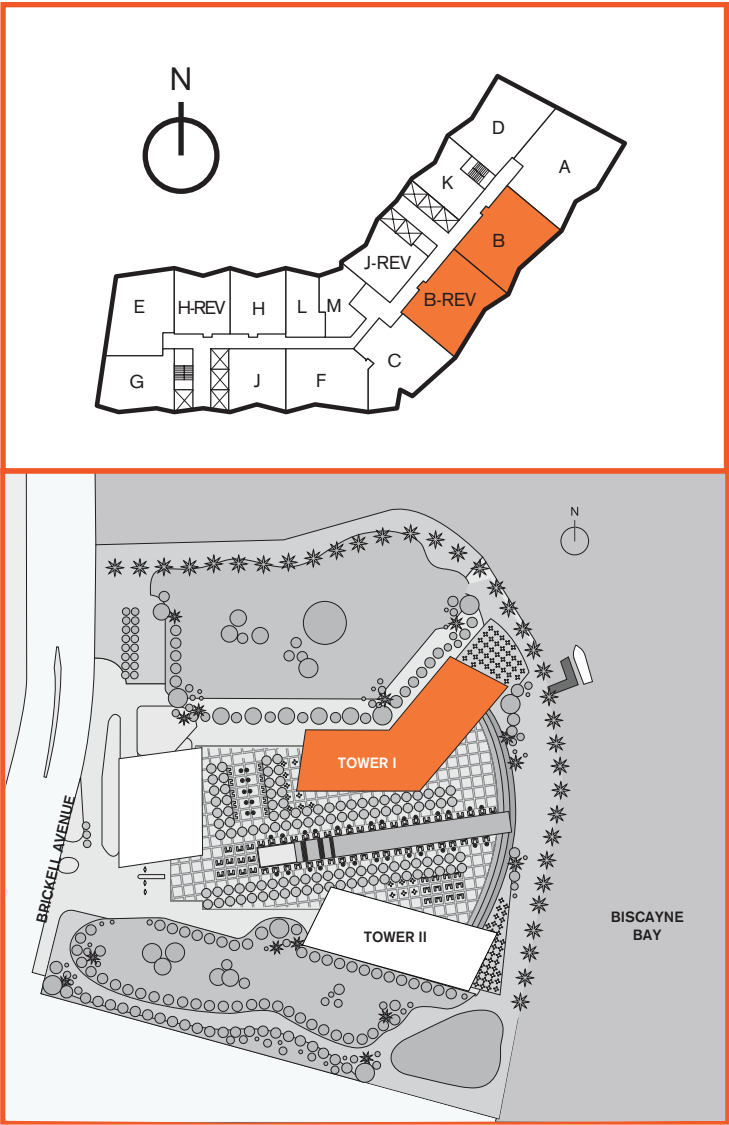 N
D
A
K
B
J-REV
B-REV
E
H-REV
H
L
M
C
G
J
F
N
TOWER I
BRICKELL AVENUE
BISCAYNE
BAY
TOWER II